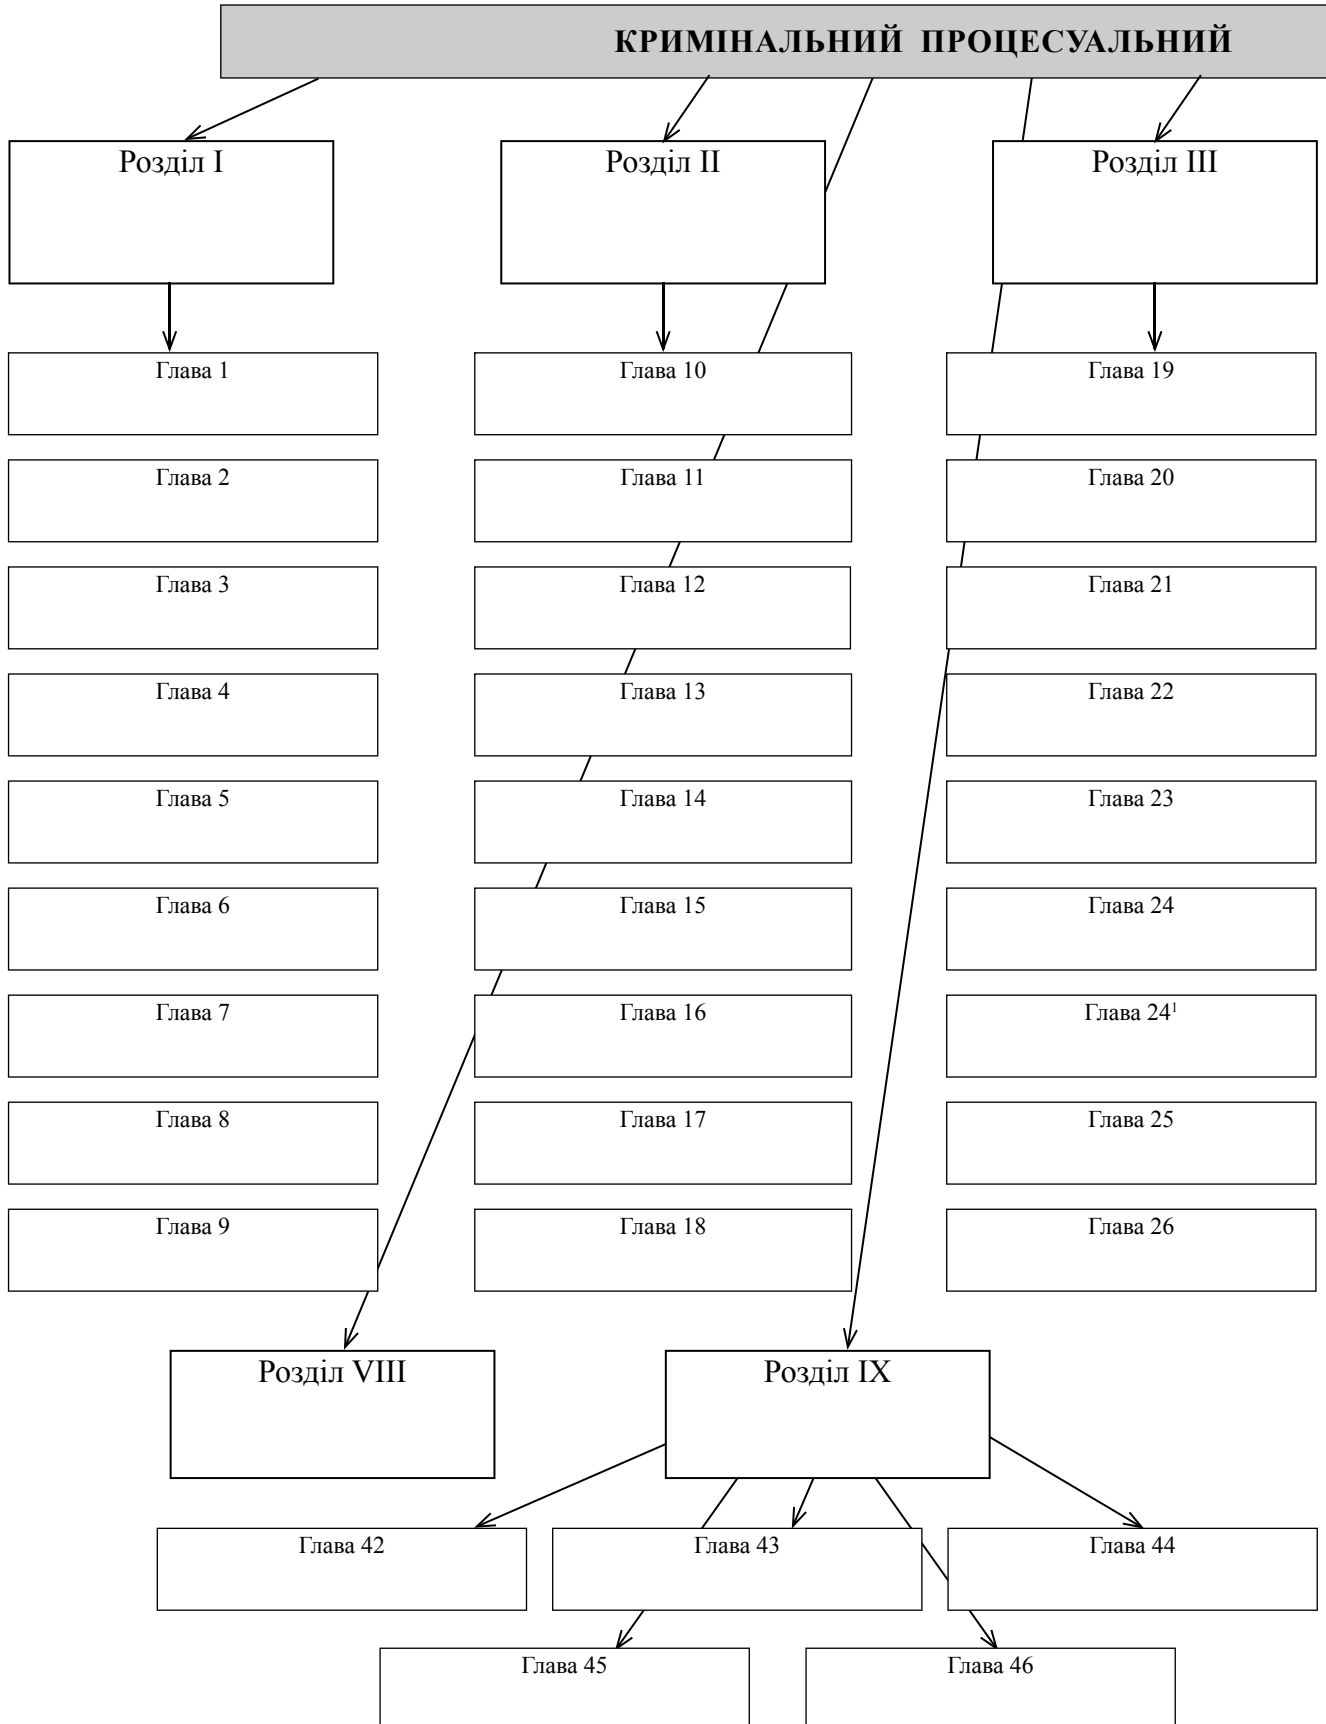 КРИМІНАЛЬНИЙ ПРОЦЕСУАЛЬНИЙ
Розділ I
Розділ II
Розділ III
Глава 1
Глава 10
Глава 19
Глава 2
Глава 11
Глава 20
Глава 3
Глава 12
Глава 21
Глава 4
Глава 13
Глава 22
Глава 5
Глава 14
Глава 23
Глава 6
Глава 15
Глава 24
Глава 7
Глава 16
Глава 24¹
Глава 8
Глава 17
Глава 25
Глава 9
Глава 18
Глава 26
Розділ VIII
Розділ IX
Глава 42
Глава 43
Глава 44
Глава 45
Глава 46